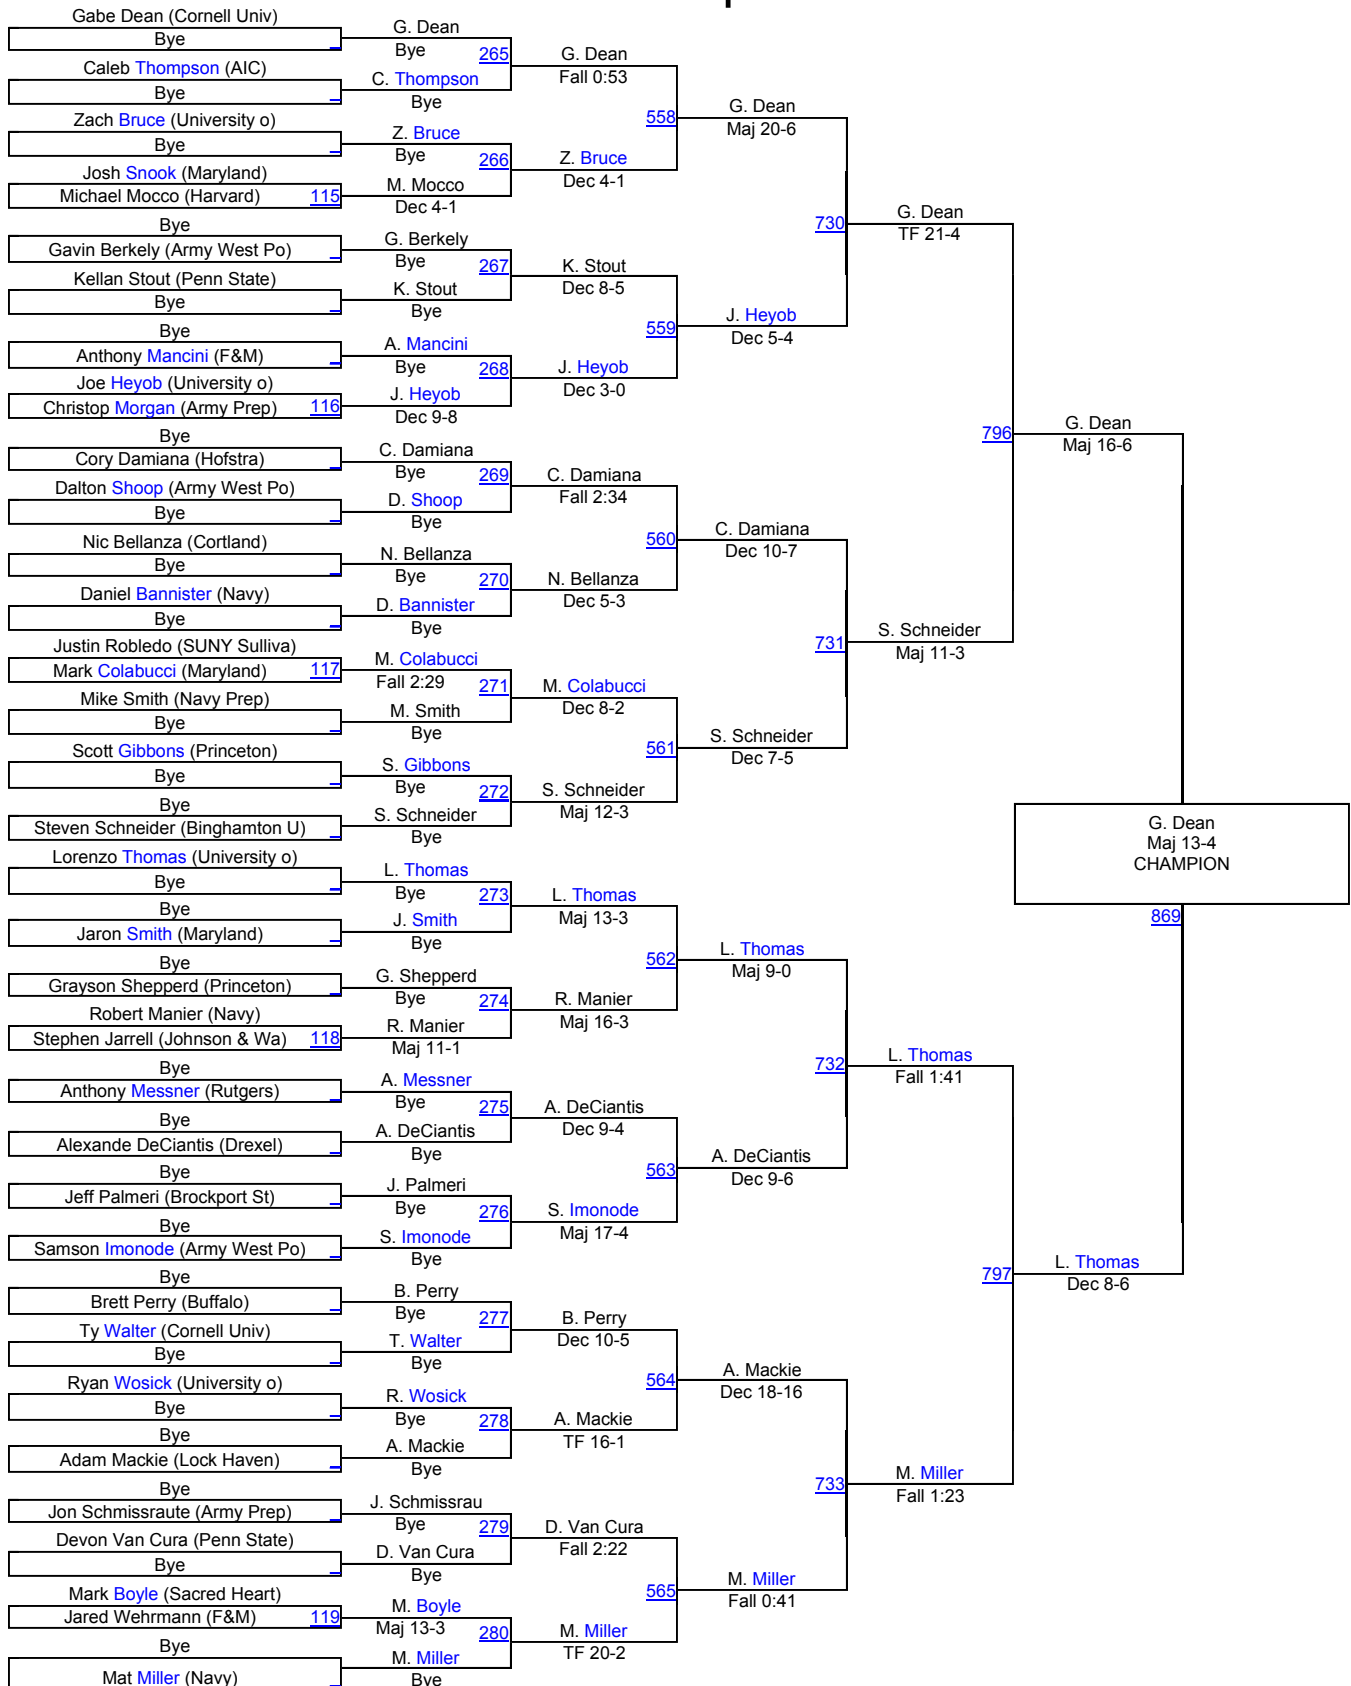 Gabe Dean (Cornell Univ)
Bye
Caleb Thompson (AIC)
Bye
Zach Bruce (University o)
Bye
Josh Snook (Maryland)
Michael Mocco (Harvard) 115
Bye
Gavin Berkely (Army West Po)
Kellan Stout (Penn State)
Bye
Bye
Anthony Mancini (F&M)
Joe Heyob (University o)
Christop Morgan (Army Prep) 116
Bye
Cory Damiana (Hofstra)
Dalton Shoop (Army West Po)
Bye
Nic Bellanza (Cortland)
Bye
Daniel Bannister (Navy)
Bye
Justin Robledo (SUNY Sulliva)
Mark Colabucci (Maryland) 117
Mike Smith (Navy Prep)
Bye
Scott Gibbons (Princeton)
Bye
Bye
Steven Schneider (Binghamton U)
Lorenzo Thomas (University o)
Bye
Bye
Jaron Smith (Maryland)
Bye
Grayson Shepperd (Princeton)
Robert Manier (Navy)
Stephen Jarrell (Johnson & Wa) 118
Bye
Anthony Messner (Rutgers)
Bye
Alexande DeCiantis (Drexel)
Bye
Jeff Palmeri (Brockport St)
Bye
Samson Imonode (Army West Po)
Bye
Brett Perry (Buffalo)
Ty Walter (Cornell Univ)
Bye
Ryan Wosick (University o)
Bye
Bye
Adam Mackie (Lock Haven)
Bye
Jon Schmissraute (Army Prep)
Devon Van Cura (Penn State)
Bye
Mark Boyle (Sacred Heart)
Jared Wehrmann (F&M) 119
Bye
Mat Miller (Navy)
G. Dean
Bye
265
C. Thompson
Bye
Z. Bruce
Bye
266
M. Mocco
Dec 4-1
G. Berkely
Bye
267
K. Stout
Bye
A. Mancini
Bye
268
J. Heyob
Dec 9-8
C. Damiana
Bye
269
D. Shoop
Bye
N. Bellanza
Bye
270
D. Bannister
Bye
M. Colabucci
Fall 2:29
271
M. Smith
Bye
S. Gibbons
Bye
272
S. Schneider
Bye
L. Thomas
Bye
273
J. Smith
Bye
G. Shepperd
Bye
274
R. Manier
Maj 11-1
A. Messner
Bye
275
A. DeCiantis
Bye
J. Palmeri
Bye
276
S. Imonode
Bye
B. Perry
Bye
277
T. Walter
Bye
R. Wosick
Bye
278
A. Mackie
Bye
J. Schmissrau
Bye
279
D. Van Cura
Bye
M. Boyle
Maj 13-3
280
M. Miller
Bye
G. Dean
Fall 0:53
558
Z. Bruce
Dec 4-1
K. Stout
Dec 8-5
559
J. Heyob
Dec 3-0
C. Damiana
Fall 2:34
560
N. Bellanza
Dec 5-3
M. Colabucci
Dec 8-2
561
S. Schneider
Maj 12-3
L. Thomas
Maj 13-3
562
R. Manier
Maj 16-3
A. DeCiantis
Dec 9-4
563
S. Imonode
Maj 17-4
B. Perry
Dec 10-5
564
A. Mackie
TF 16-1
D. Van Cura
Fall 2:22
565
M. Miller
TF 20-2
G. Dean
Maj 20-6
730
J. Heyob
Dec 5-4
C. Damiana
Dec 10-7
731
S. Schneider
Dec 7-5
L. Thomas
Maj 9-0
732
A. DeCiantis
Dec 9-6
A. Mackie
Dec 18-16
733
M. Miller
Fall 0:41
G. Dean
TF 21-4
796
S. Schneider
Maj 11-3
L. Thomas
Fall 1:41
797
M. Miller
Fall 1:23
G. Dean
Maj 16-6
L. Thomas
Dec 8-6
G. Dean
Maj 13-4
CHAMPION
869